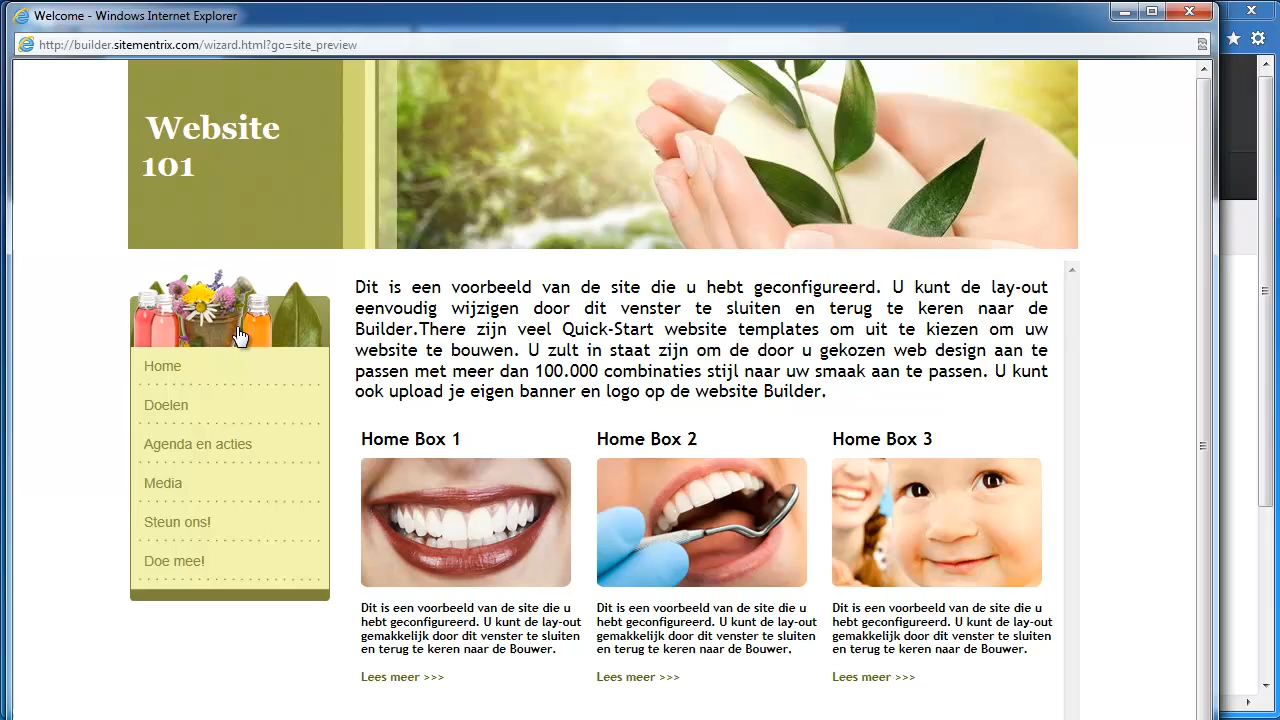 Welcome - Windows Internet Explorer
http://builder.sitementrix.com/wizard.html?go=site_preview
Website
101
Home
Doelen
Agenda en acties
Media
Steun ons!
Doe mee!
Dit is een voorbeeld van de site die u hebt geconfigureerd. U kunt de lay-out
eenvoudig wijzigen door dit venster te sluiten en terug te keren naar de
Builder.There zijn veel Quick-Start website templates om uit te kiezen om uw
website te bouwen. U zult in staat zijn om de door u gekozen web design aan te
passen met meer dan 100.000 combinaties stijl naar uw smaak aan te passen. U kunt
ook upload je eigen banner en logo op de website Builder.
Home Box 1
Dit is een voorbeeld van de site die u
hebt geconfigureerd. U kunt de lay-out
gemakkelijk door dit venster te sluiten
en terug te keren naar de Bouwer.
Lees meer >>>
Home Box 2
Dit is een voorbeeld van de site die u
hebt geconfigureerd. U kunt de lay-out
gemakkelijk door dit venster te sluiten
en terug te keren naar de Bouwer.
Lees meer >>>
Home Box 3
Dit is een voorbeeld van de site die u
hebt geconfigureerd. U kunt de lay-out
gemakkelijk door dit venster te sluiten
en terug te keren naar de Bouwer.
Lees meer >>>